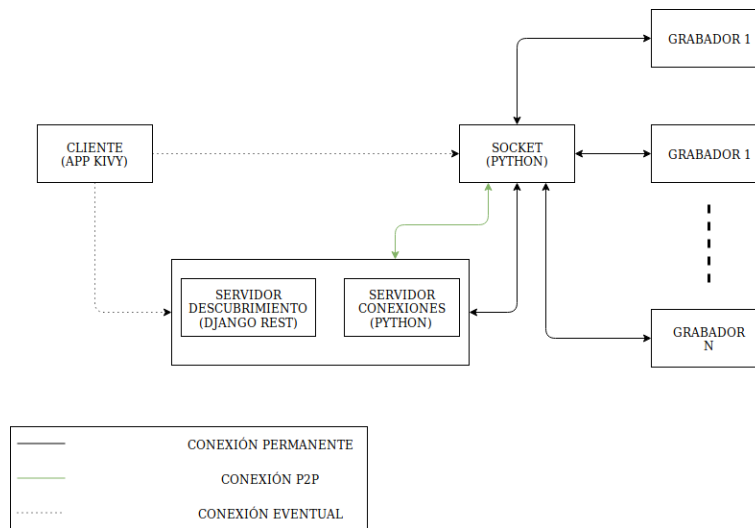 GRABADOR 1
CLIENTE
(APP KIVY)
SOCKET
(PYTHON)
GRABADOR 1
SERVIDOR
DESCUBRIMIENTO
(DJANGO REST)
SERVIDOR
CONEXIONES
(PYTHON)
GRABADOR
N
CONEXIÓN PERMANENTE
CONEXIÓN P2P
CONEXIÓN EVENTUAL